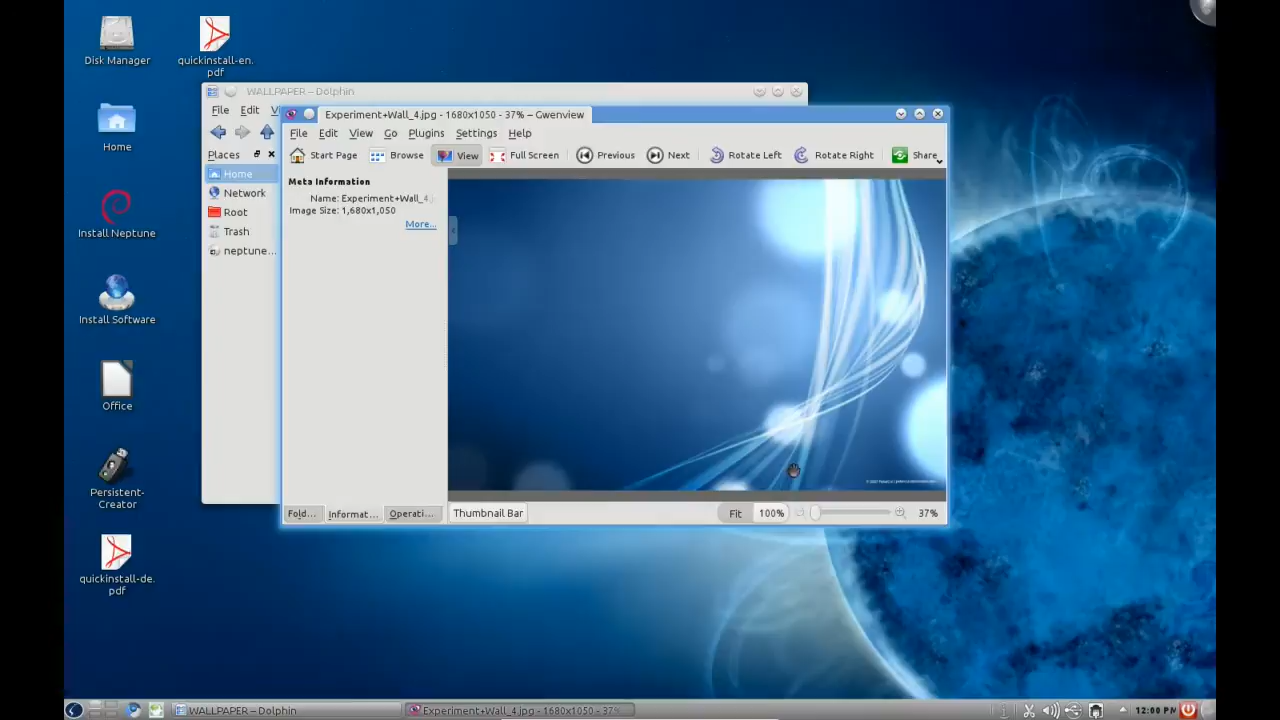 Disk Manager
quickinstall-en.
pdf
Home
Install Neptune
Install Software
Office
Persistent-
Creator
quickinstall-de.
pdf
WALLPAPER – Dolphin
File Edit
Places
Home
Network
Root
Trash
neptune...
Experiment+Wall_4.jpg - 1680x1050 - 37% – Gwenview
File Edit View Go Plugins Settings Help
Start Page Browse View Full Screen Previous Next Rotate Left Rotate Right Share
Meta Information
Name: Experiment+Wall_4.
Image Size: 1,680x1,050
More...
Fold... Informat... Operati... Thumbnail Bar Fit 100% 37%
WALLPAPER – Dolphin Experiment+Wall_4.jpg - 1680x1050 - 37% 12:00 PM